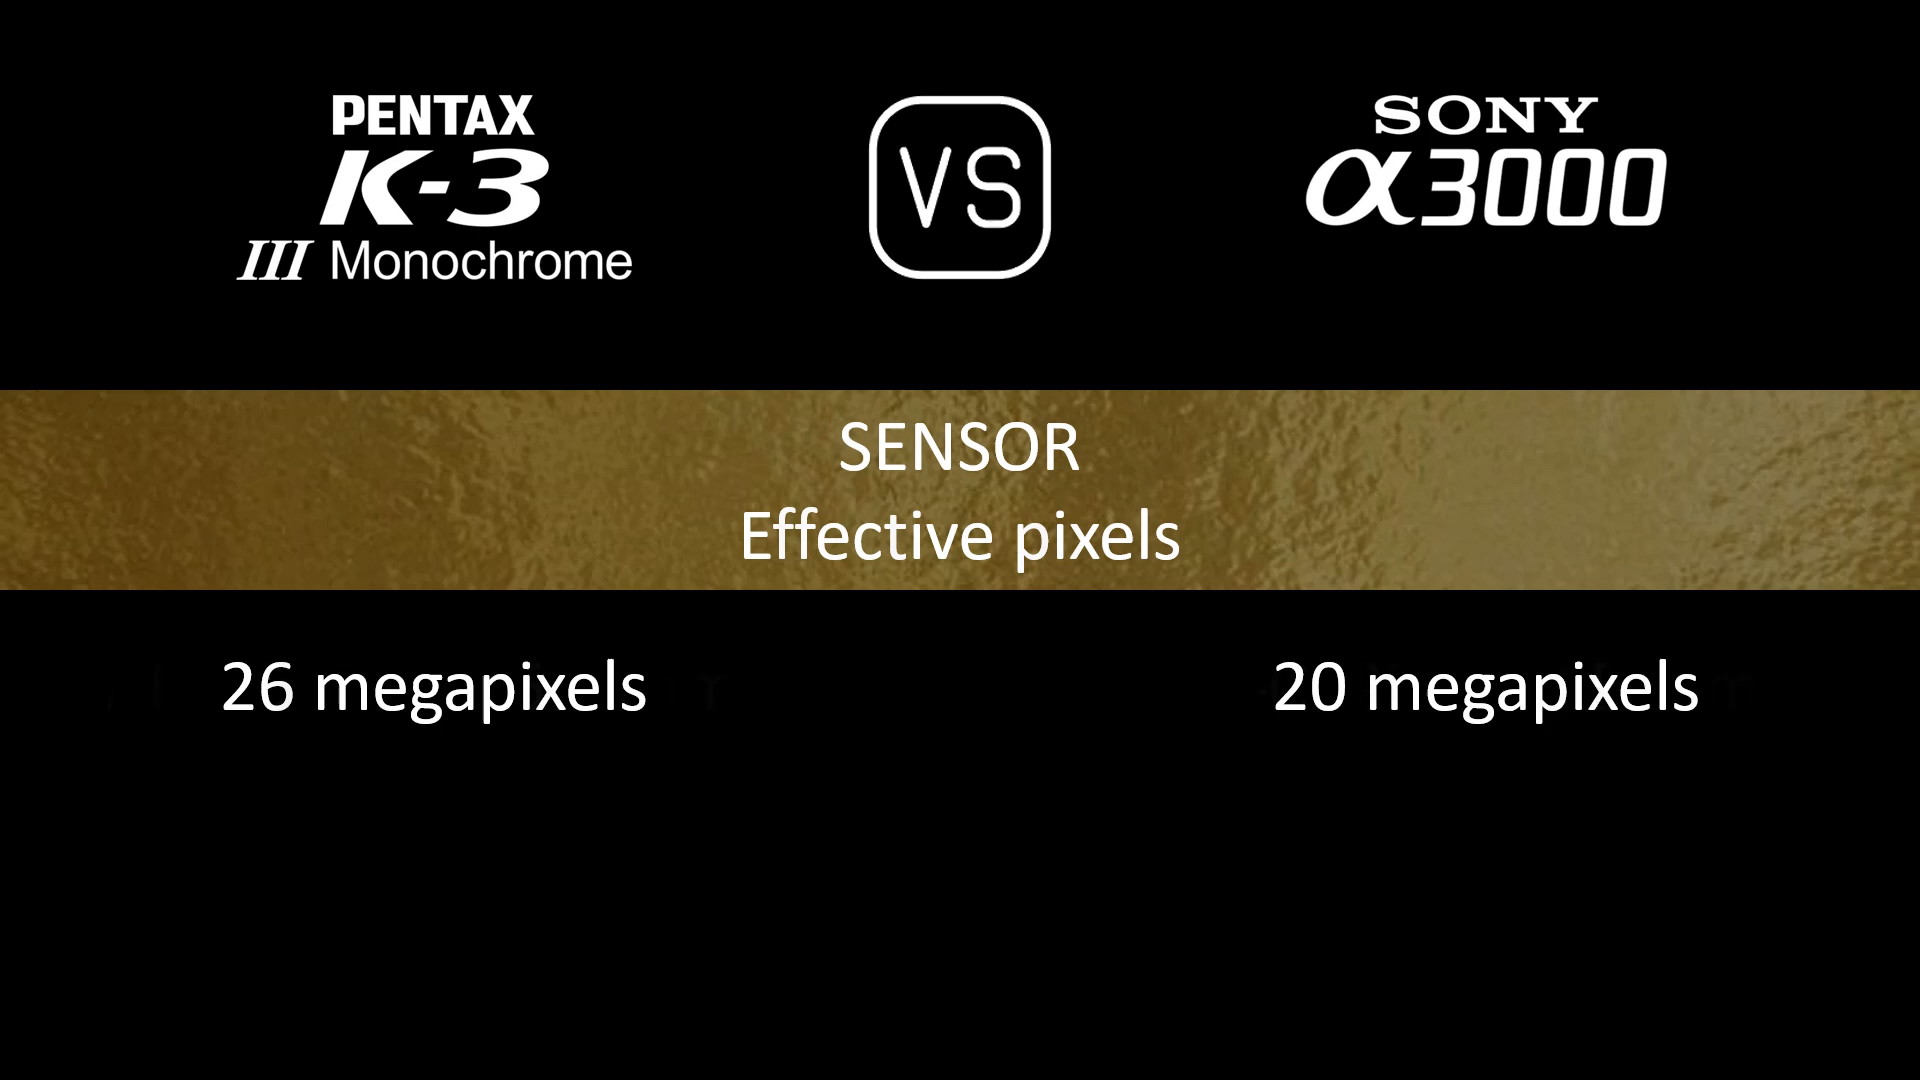 PENTAX
K-3
III Monochrome
VS
SONY
α3000
SENSOR
Effective pixels
26 megapixels
20 megapixels